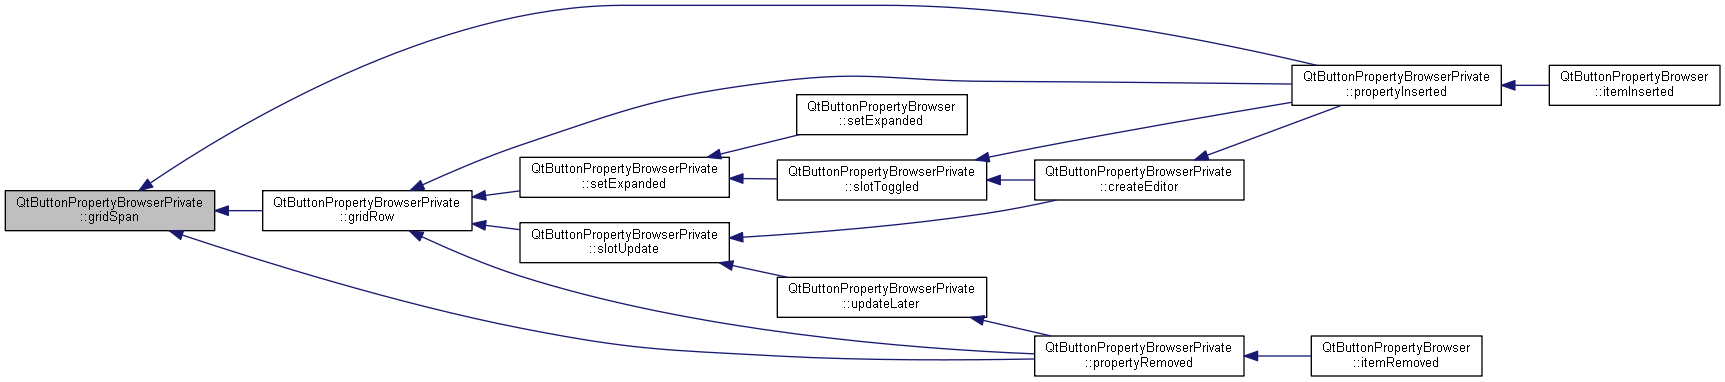 QtButtonPropertyBrowserPrivate
::gridSpan
QtButtonPropertyBrowserPrivate
::gridRow
QtButtonPropertyBrowserPrivate
::setExpanded
QtButtonPropertyBrowserPrivate
::slotUpdate
QtButtonPropertyBrowser
::setExpanded
QtButtonPropertyBrowserPrivate
::slotToggled
QtButtonPropertyBrowserPrivate
::updateLater
QtButtonPropertyBrowserPrivate
::createEditor
QtButtonPropertyBrowserPrivate
::propertyRemoved
QtButtonPropertyBrowserPrivate
::propertyInserted
QtButtonPropertyBrowser
::itemRemoved
QtButtonPropertyBrowser
::itemInserted